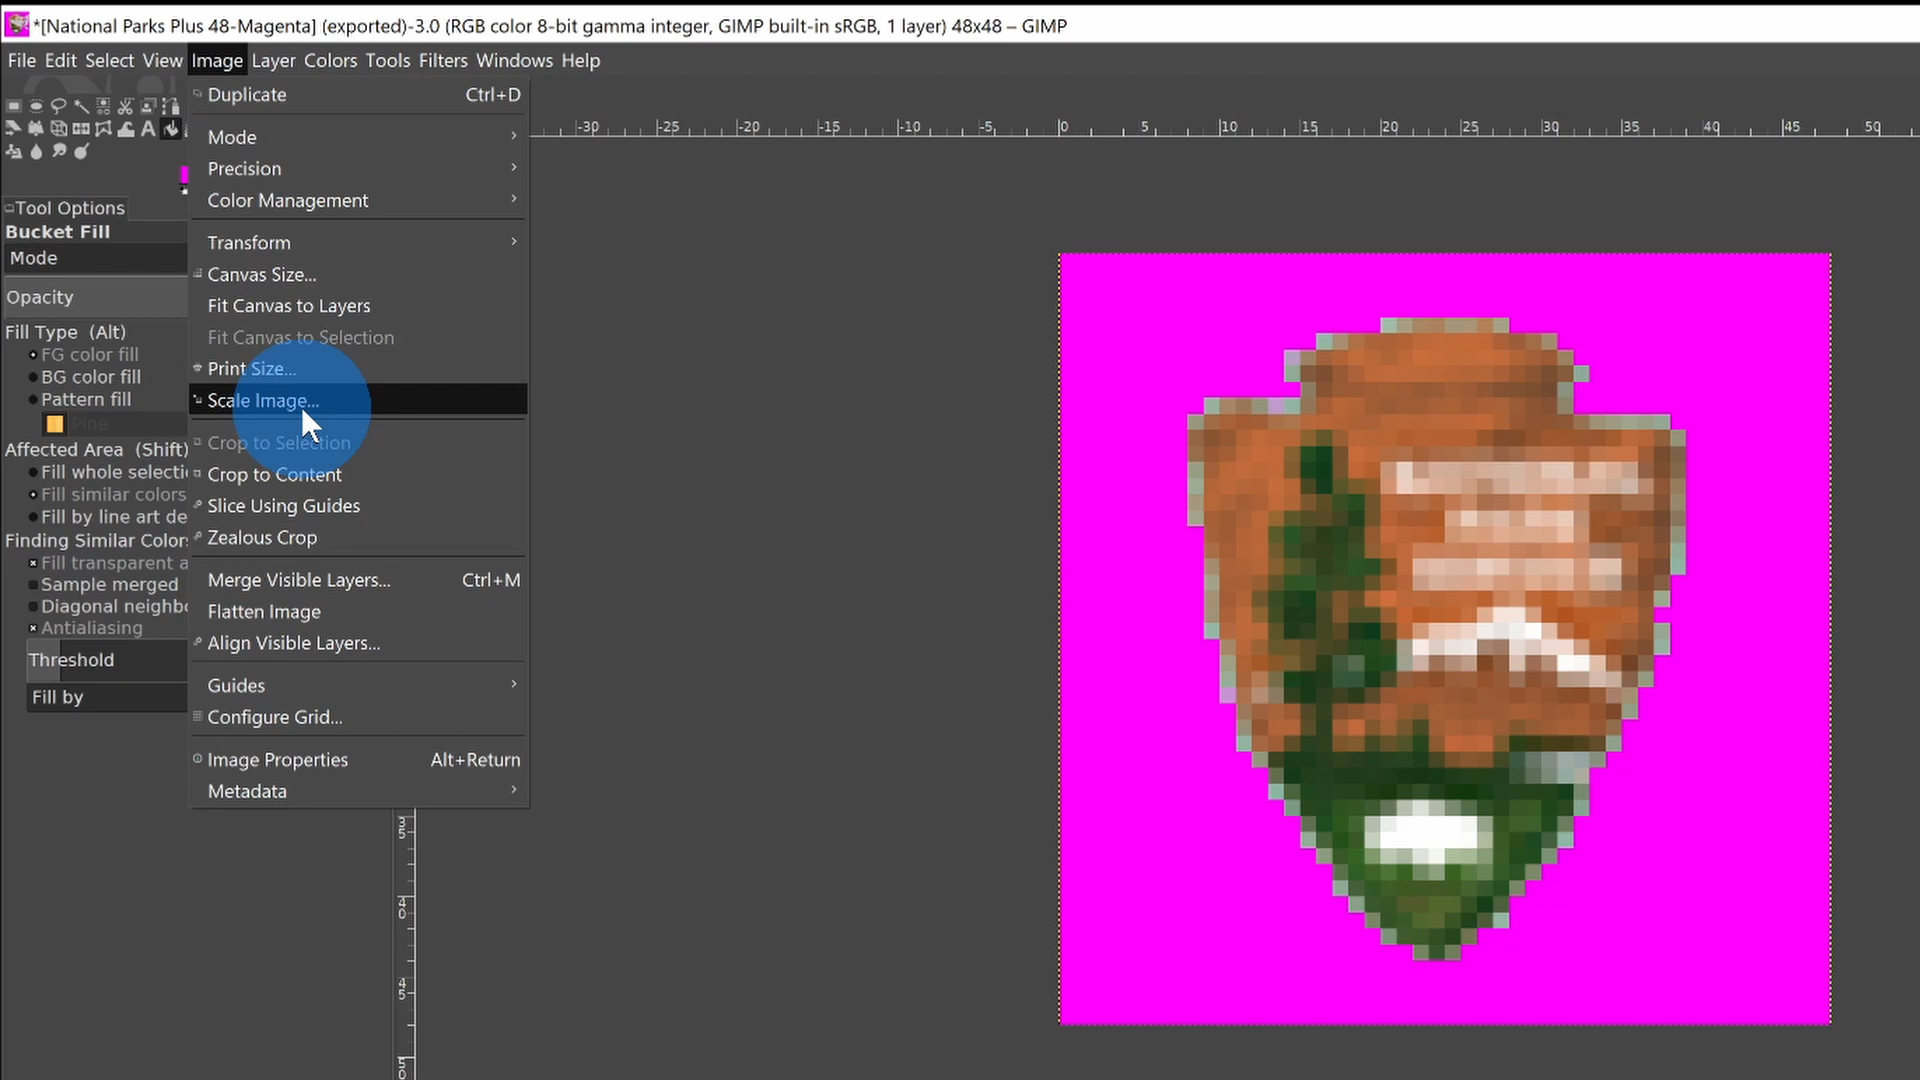 *[National Parks Plus 48-Magenta] (exported)-3.0 (RGB color 8-bit gamma integer, GIMP built-in sRGB, 1 layer) 48x48 – GIMP
File Edit Select View Image Layer Colors Tools Filters Windows Help
Duplicate Ctrl+D
Mode
Precision
Color Management
Transform
Canvas Size...
Fit Canvas to Layers
Fit Canvas to Selection
Print Size...
Scale Image...
Crop to Selection
Crop to Content
Slice Using Guides
Zealous Crop
Merge Visible Layers... Ctrl+M
Flatten Image
Align Visible Layers...
Guides
Configure Grid...
Image Properties Alt+Return
Metadata
Tool Options
Bucket Fill
Mode
Opacity
Fill Type (Alt)
FG color fill
BG color fill
Pattern fill
Pine
Affected Area (Shift)
Fill whole selecti
Fill similar colors
Fill by line art de
Finding Similar Colors
Fill transparent a
Sample merged
Diagonal neighbo
Antialiasing
Threshold
Fill by
-30 -25 -20 -15 -10 -5 0 5 10 15 20 25 30 35 40 45 50
35
40
45
50